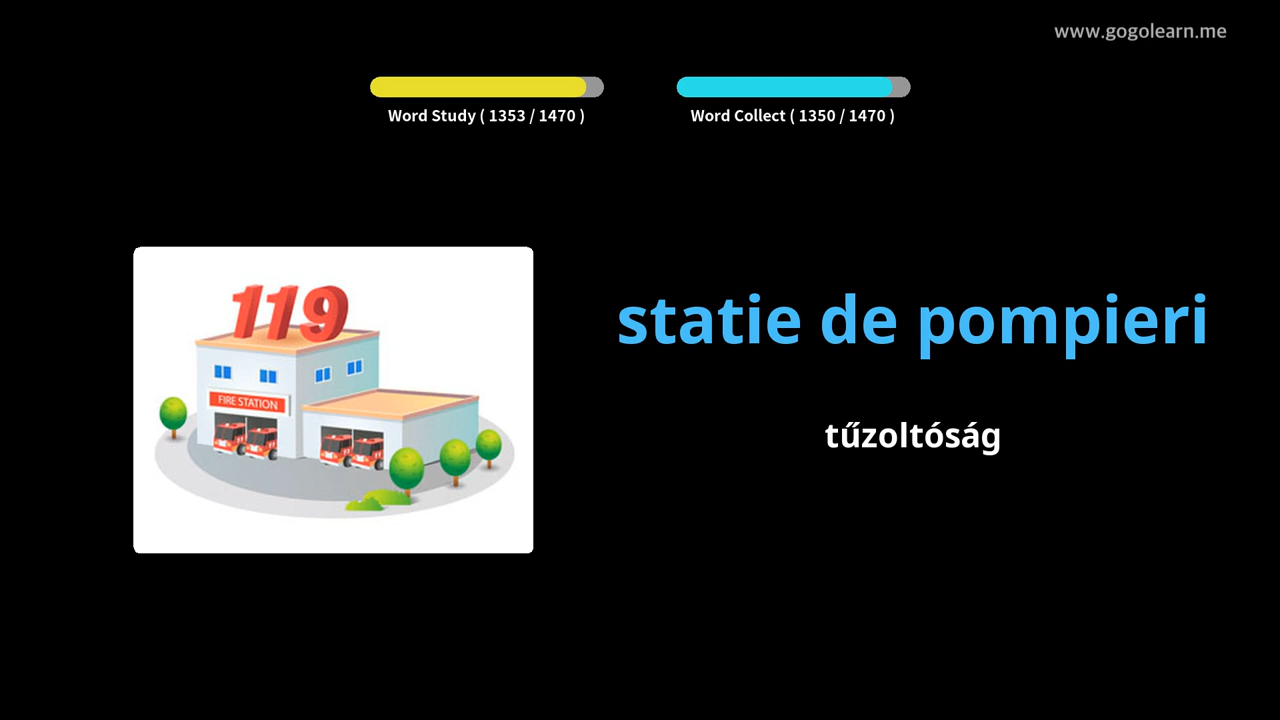 www.gogolearn.me
Word Study ( 1353 / 1470 )
Word Collect ( 1350 / 1470 )
119
FIRE STATION
statie de pompieri
tűzoltóság